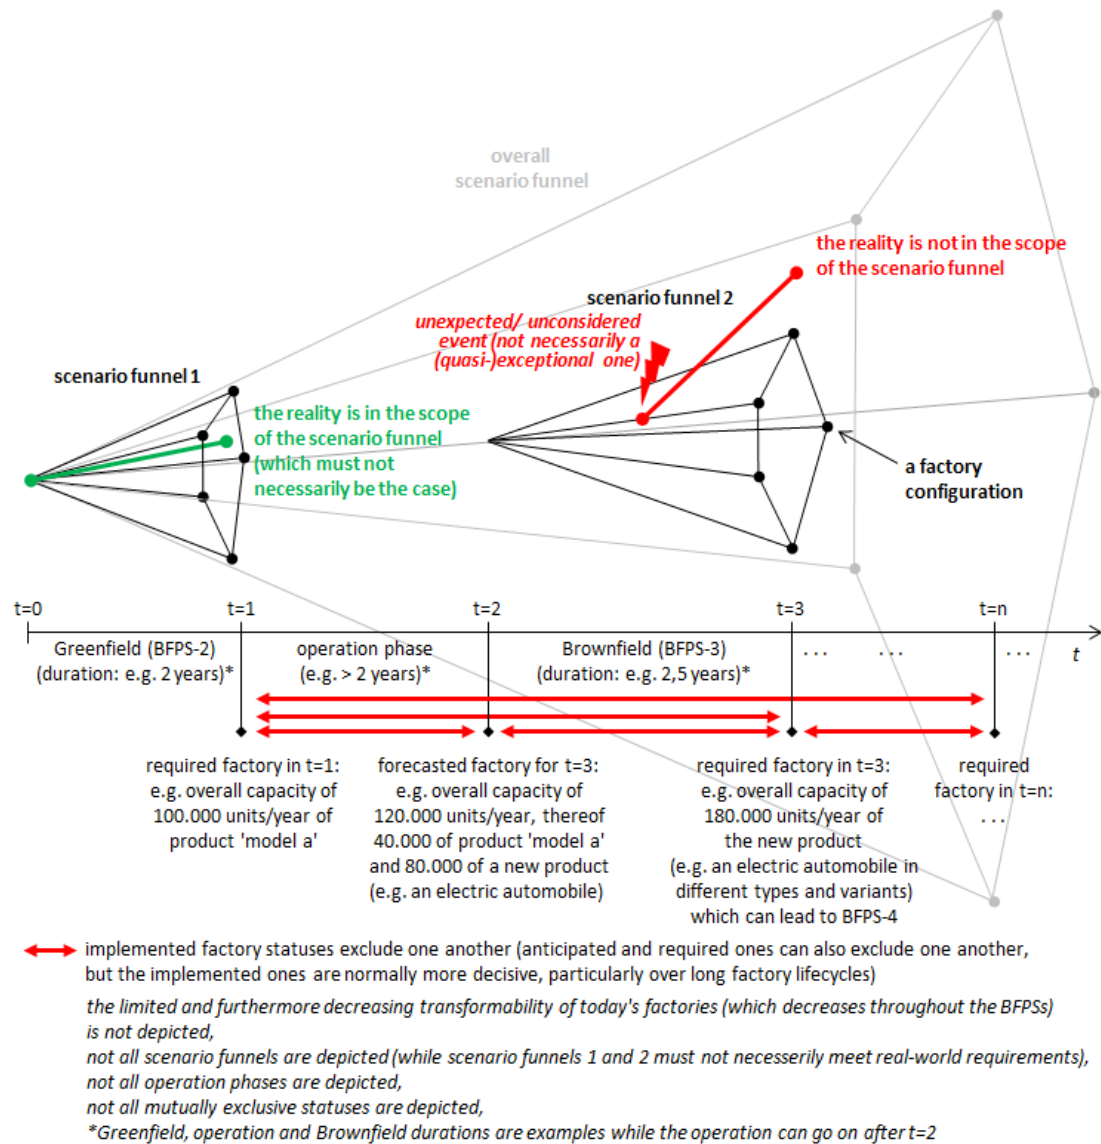 overall
scenario funnel
the reality is not in the scope
of the scenario funnel
scenario funnel 2
unexpected/ unconsidered
event (not necessarily a
(quasi-)exceptional one)
scenario funnel 1
the reality is in the scope
of the scenario funnel
(which must not
necessarily be the case)
a factory
configuration
t=0
t=1
t=2
t=3
t=n
Greenfield (BFPS-2)
(duration: e.g. 2 years)*
operation phase
(e.g. > 2 years)*
Brownfield (BFPS-3)
(duration: e.g. 2,5 years)*
. . .
. . .
. . .
t
required factory in t=1:
e.g. overall capacity of
100.000 units/year of
product 'model a'
forecasted factory for t=3:
e.g. overall capacity of
120.000 units/year, thereof
40.000 of product 'model a'
and 80.000 of a new product
(e.g. an electric automobile)
required factory in t=3:
e.g. overall capacity of
180.000 units/year of
the new product
(e.g. an electric automobile in
different types and variants)
which can lead to BFPS-4
required
factory in t=n:
. . .
implemented factory statuses exclude one another (anticipated and required ones can also exclude one another,
but the implemented ones are normally more decisive, particularly over long factory lifecycles)
the limited and furthermore decreasing transformability of today's factories (which decreases throughout the BFPSs)
is not depicted,
not all scenario funnels are depicted (while scenario funnels 1 and 2 must not necesserily meet real-world requirements),
not all operation phases are depicted,
not all mutually exclusive statuses are depicted,
*Greenfield, operation and Brownfield durations are examples while the operation can go on after t=2